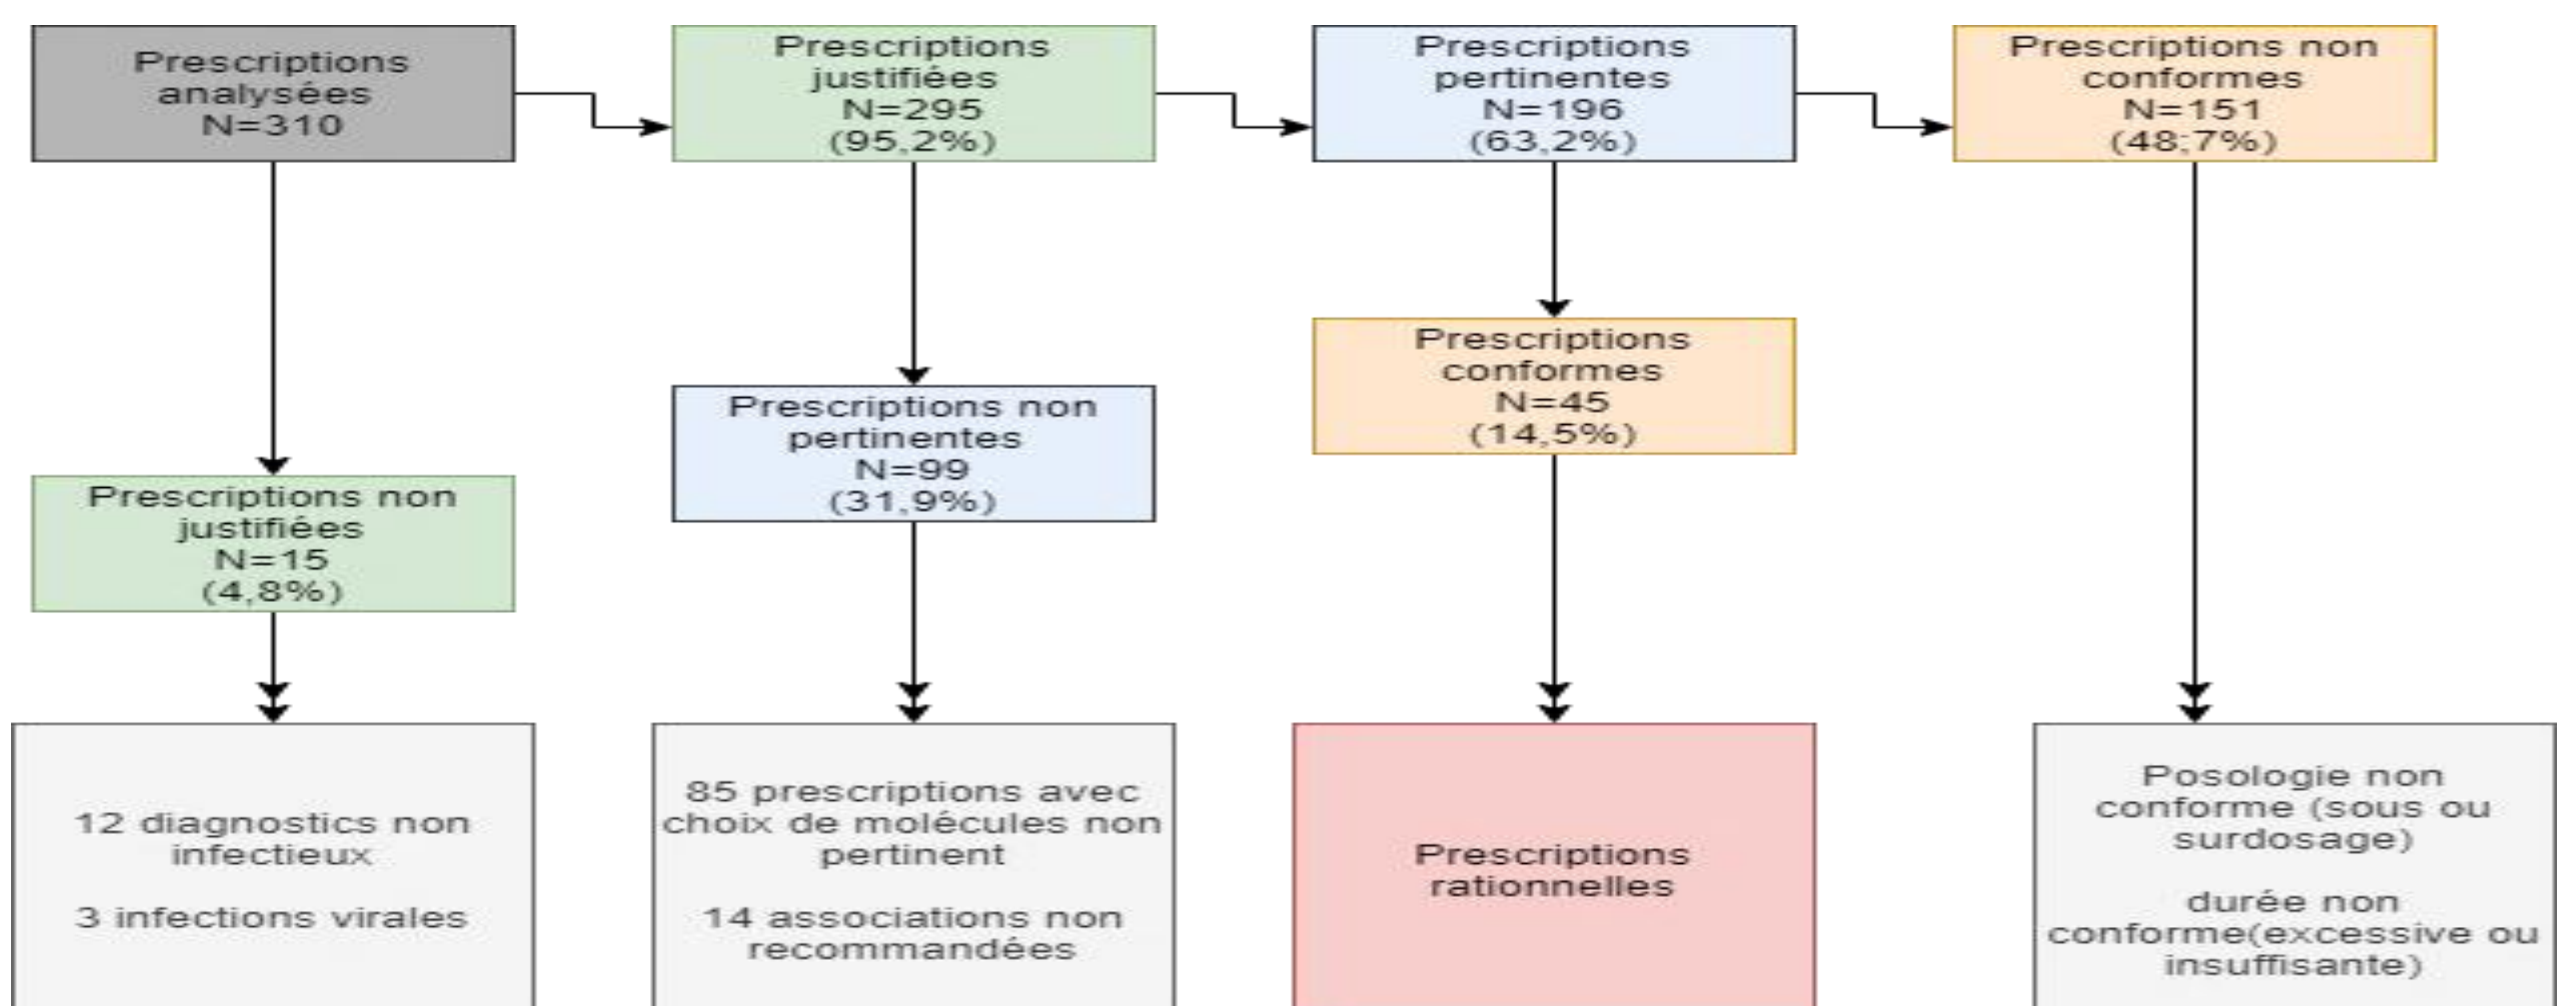 Prescriptions
analysées
N=310
Prescriptions
justifiées
N=295
(95,2%)
Prescriptions
pertinentes
N=196
(63,2%)
Prescriptions non
conformes
N=151
(48;7%)
Prescriptions
conformes
N=45
(14,5%)
Prescriptions non
pertinentes
N=99
(31,9%)
Prescriptions non
justifiées
N=15
(4,8%)
12 diagnostics non
infectieux
3 infections virales
85 prescriptions avec
choix de molécules non
pertinent
14 associations non
recommandées
Prescriptions
rationnelles
Posologie non
conforme (sous ou
surdosage)
durée non
conforme(excessive ou
insuffisante)